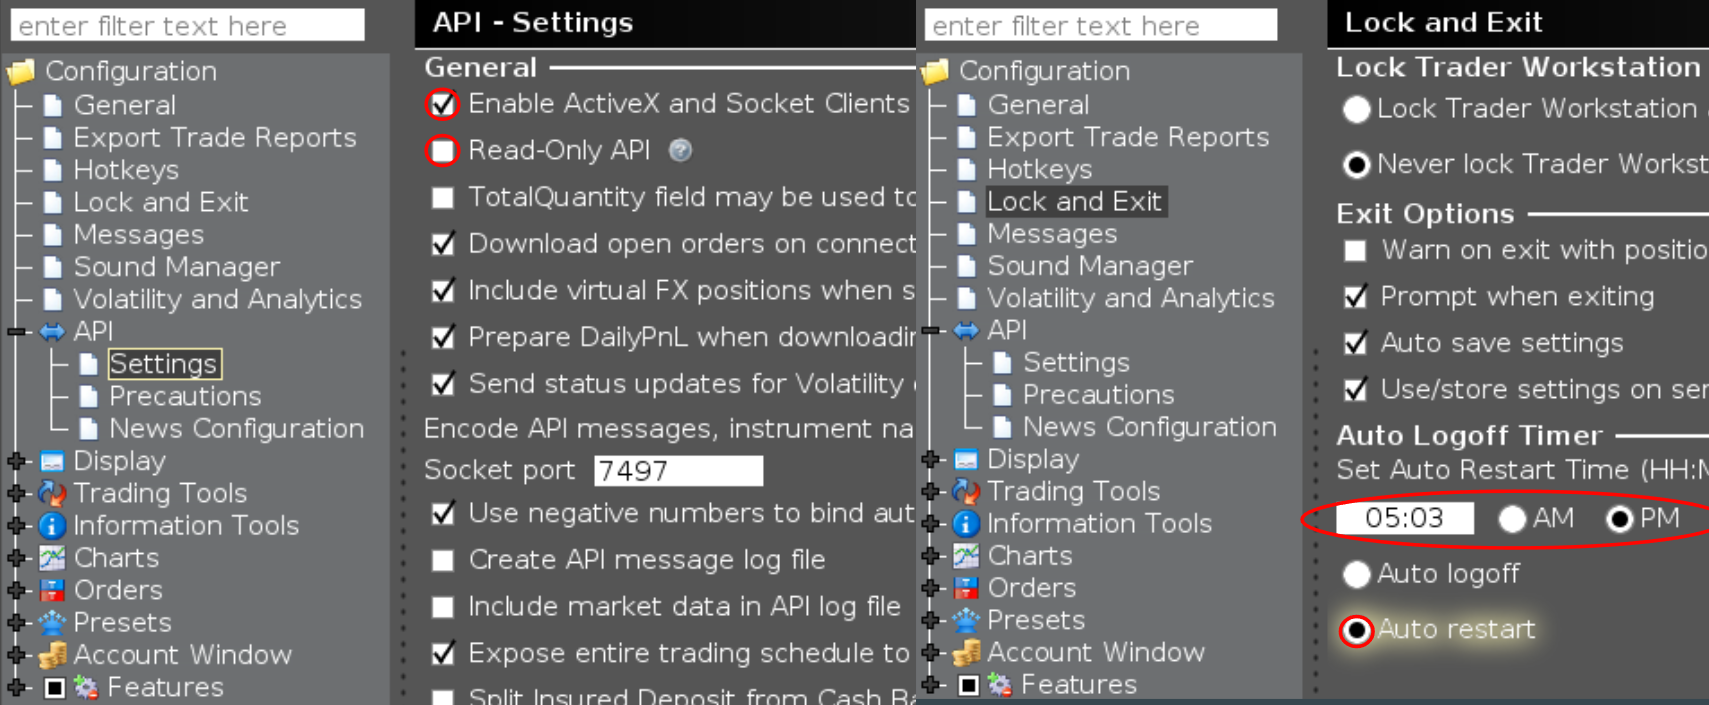 enter filter text here
Configuration
General
Export Trade Reports
Hotkeys
Lock and Exit
Messages
Sound Manager
Volatility and Analytics
API
Settings
Precautions
News Configuration
Display
Trading Tools
Information Tools
Charts
Orders
Presets
Account Window
Features
API - Settings
General
Enable ActiveX and Socket Clients
Read-Only API ?
TotalQuantity field may be used to
Download open orders on connect
Include virtual FX positions when s
Prepare DailyPnL when downloadin
Send status updates for Volatility
Encode API messages, instrument na
Socket port 7497
Use negative numbers to bind aut
Create API message log file
Include market data in API log file
Expose entire trading schedule to
Split Insured Deposit from Cash Ba
enter filter text here
Configuration
General
Export Trade Reports
Hotkeys
Lock and Exit
Messages
Sound Manager
Volatility and Analytics
API
Settings
Precautions
News Configuration
Display
Trading Tools
Information Tools
Charts
Orders
Presets
Account Window
Features
Lock and Exit
Lock Trader Workstation
Lock Trader Workstation
Never lock Trader Workst
Exit Options
Warn on exit with positio
Prompt when exiting
Auto save settings
Use/store settings on ser
Auto Logoff Timer
Set Auto Restart Time (HH:M
05:03 AM PM
Auto logoff
Auto restart